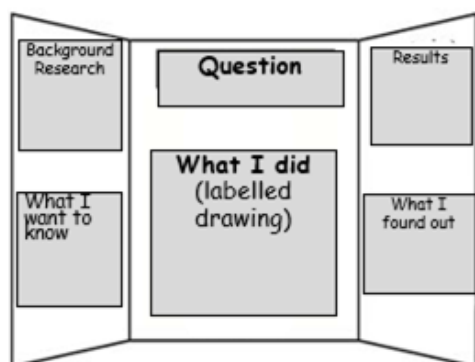 Background
Research
What I
want to
know
Question
What I did
(labelled
drawing)
Results
What I
found out